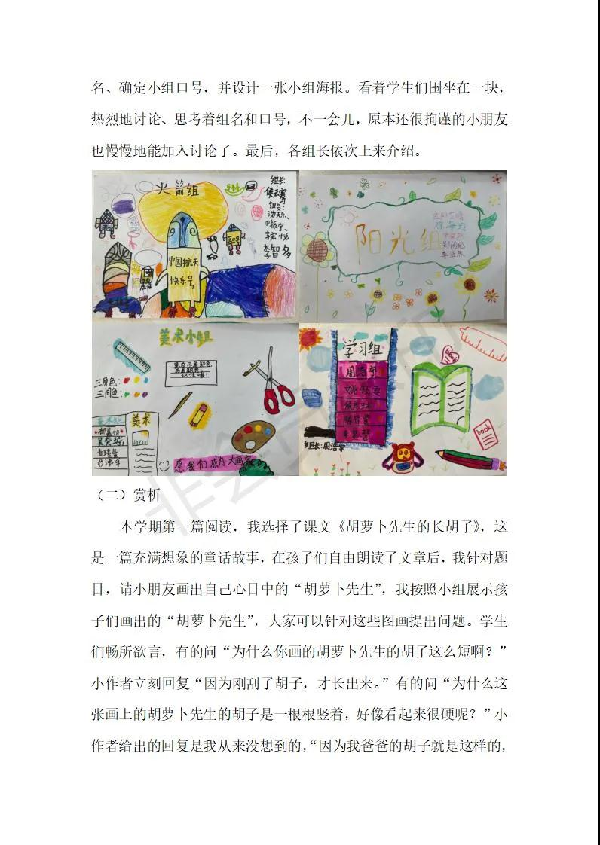 名、确定小组口号，并设计一张小组海报。看着学生们围坐在一块，
热烈地讨论、思考着组名和口号，不一会儿，原本还很拘谨的小朋友
也慢慢地能加入讨论了。最后，各组长依次上来介绍。
火箭组
中国航天
快乐号
阳光组
美术小组
三原色：
三间色：
美术
学习组
（二）赏析
本学期第一篇阅读，我选择了课文《胡萝卜先生的长胡子》，这
是一篇充满想象的童话故事，在孩子们自由朗读了文章后，我针对题
目，请小朋友画出自己心目中的“胡萝卜先生”，我按照小组展示孩
子们画出的“胡萝卜先生”，大家可以针对这些图画提出问题。学生
们畅所欲言，有的问“为什么你画的胡萝卜先生的胡子这么短啊？”
小作者立刻回复“因为刚刮了胡子，才长出来。”有的问“为什么这
张画上的胡萝卜先生的胡子是一根根竖着，好像看起来很硬呢？”小
作者给出的回复是我从来没想到的，“因为我爸爸的胡子就是这样的，